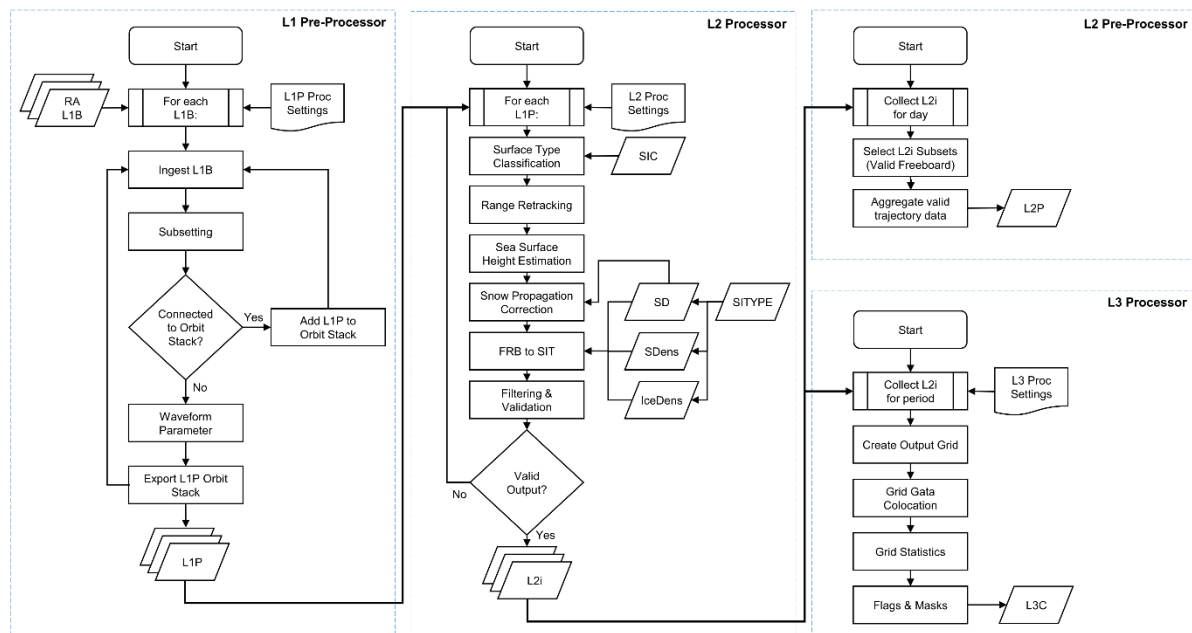 L1 Pre-Processor
Start
RA
L1B
For each
L1B:
L1P Proc
Settings
Ingest L1B
Subsetting
Connected
to Orbit
Stack?
Yes
Add L1P to
Orbit Stack
No
Waveform
Parameter
Export L1P Orbit
Stack
L1P
L2 Processor
Start
For each
L1P:
L2 Proc
Settings
Surface Type
Classification
SIC
Range Retracking
Sea Surface
Height Estimation
Snow Propagation
Correction
SD
SITYPE
FRB to SIT
SDens
Filtering &
Validation
IceDens
Valid
Output?
No
Yes
L2i
L2 Pre-Processor
Start
Collect L2i
for day
Select L2i Subsets
(Valid Freeboard)
Aggregate valid
trajectory data
L2P
L3 Processor
Start
Collect L2i
for period
L3 Proc
Settings
Create Output Grid
Grid Gata
Colocation
Grid Statistics
Flags & Masks
L3C